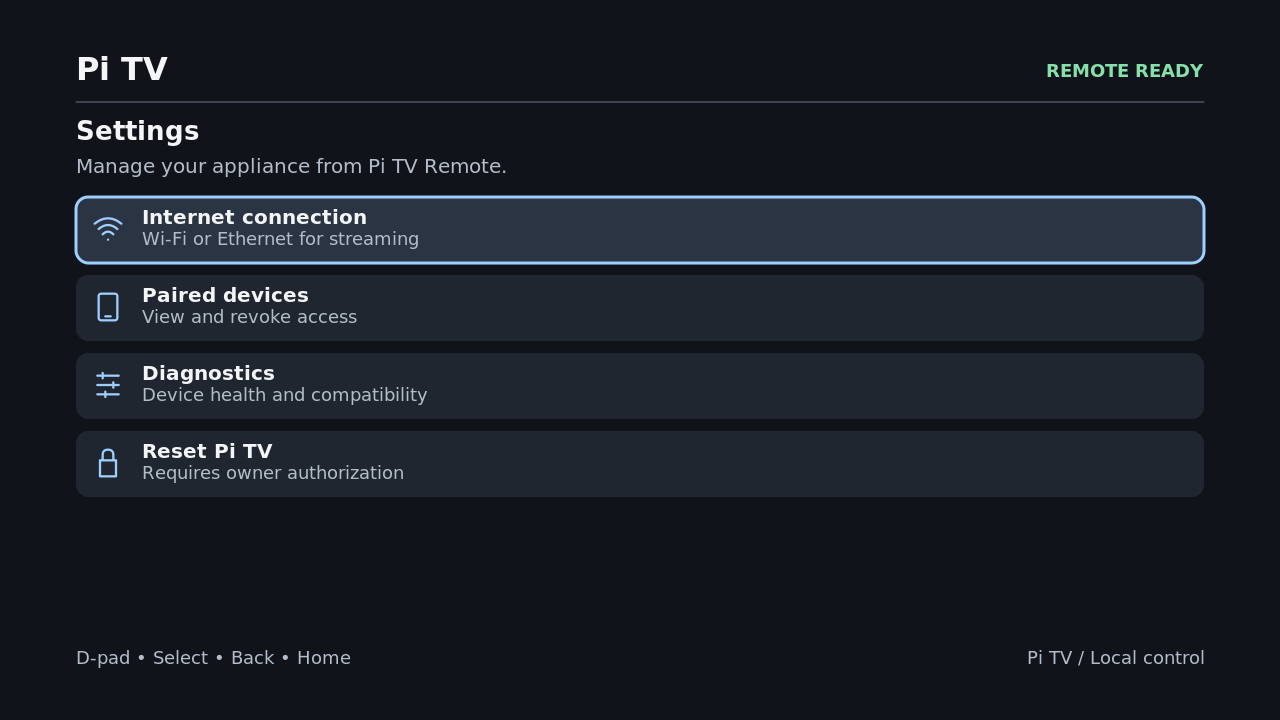 Pi TV
REMOTE READY
Settings
Manage your appliance from Pi TV Remote.
Internet connection
Wi-Fi or Ethernet for streaming
Paired devices
View and revoke access
Diagnostics
Device health and compatibility
Reset Pi TV
Requires owner authorization
D-pad • Select • Back • Home
Pi TV / Local control